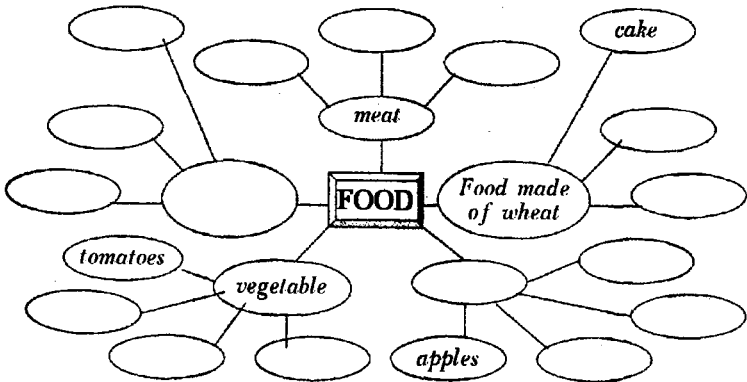 cake
meat
FOOD
Food made
of wheat
tomatoes
vegetable
apples